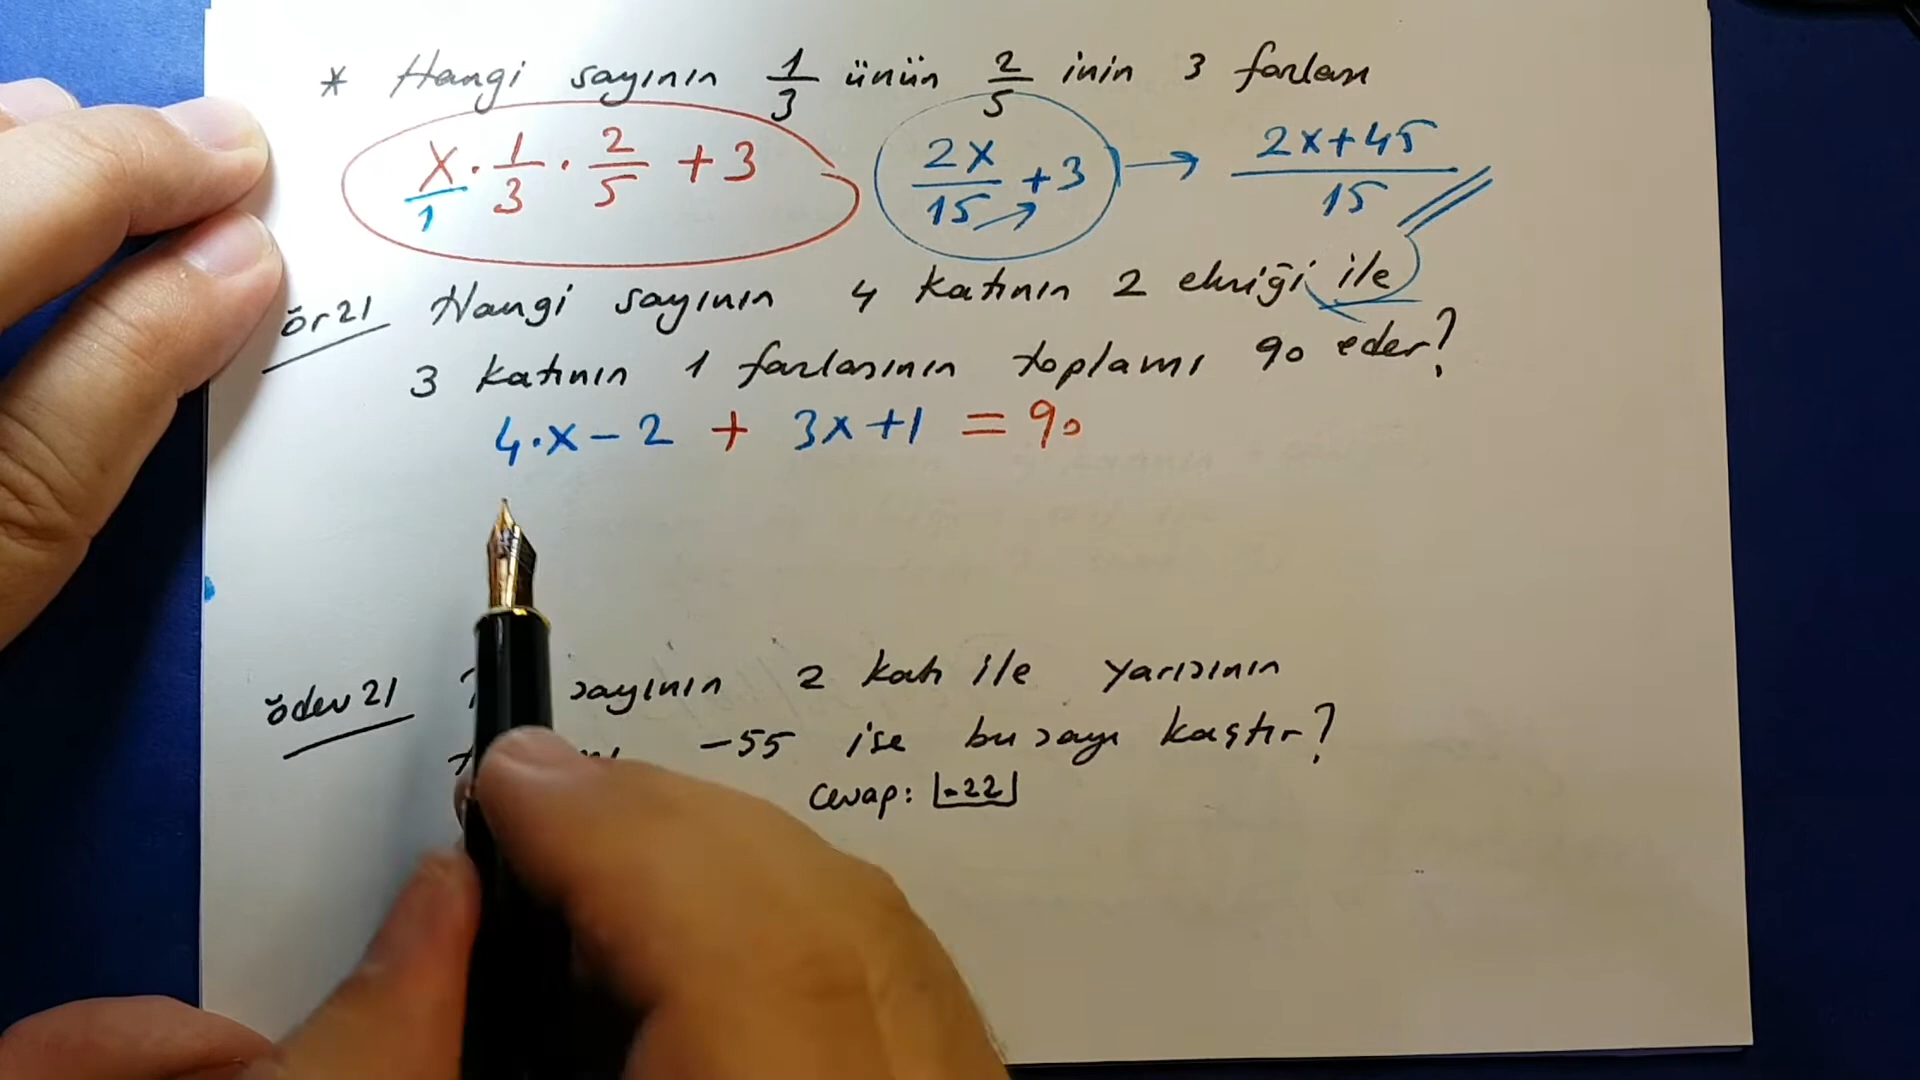 * Hangi sayının 1/3 ünün 2/5 inin 3 fazlası
x/1 · 1/3 · 2/5 + 3 2x/15 + 3 → 2x+45/15
ör21 Hangi sayının 4 katının 2 eksiği ile
3 katının 1 fazlasının toplamı 90 eder?
4·x-2 + 3x+1 = 90
ödev21 sayının 2 katı ile yarısının
-55 ise bu sayı kaçtır?
Cevap: -22